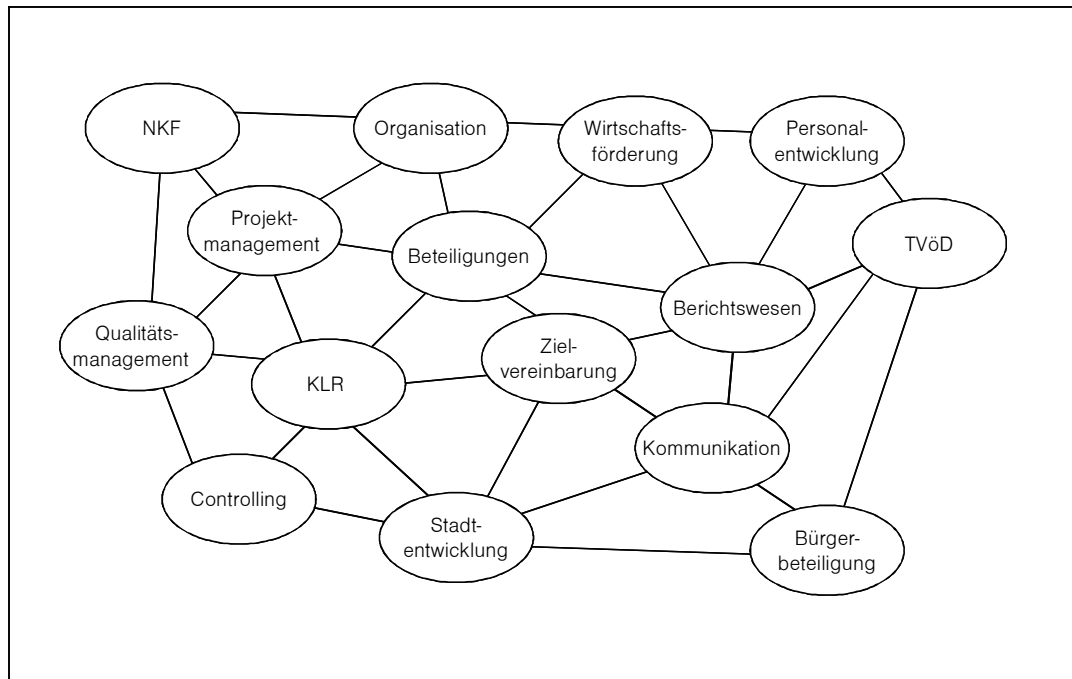 NKF
Organisation
Wirtschafts-
förderung
Personal-
entwicklung
Projekt-
management
Beteiligungen
TVöD
Berichtswesen
Qualitäts-
management
KLR
Ziel-
vereinbarung
Kommunikation
Controlling
Stadt-
entwicklung
Bürger-
beteiligung